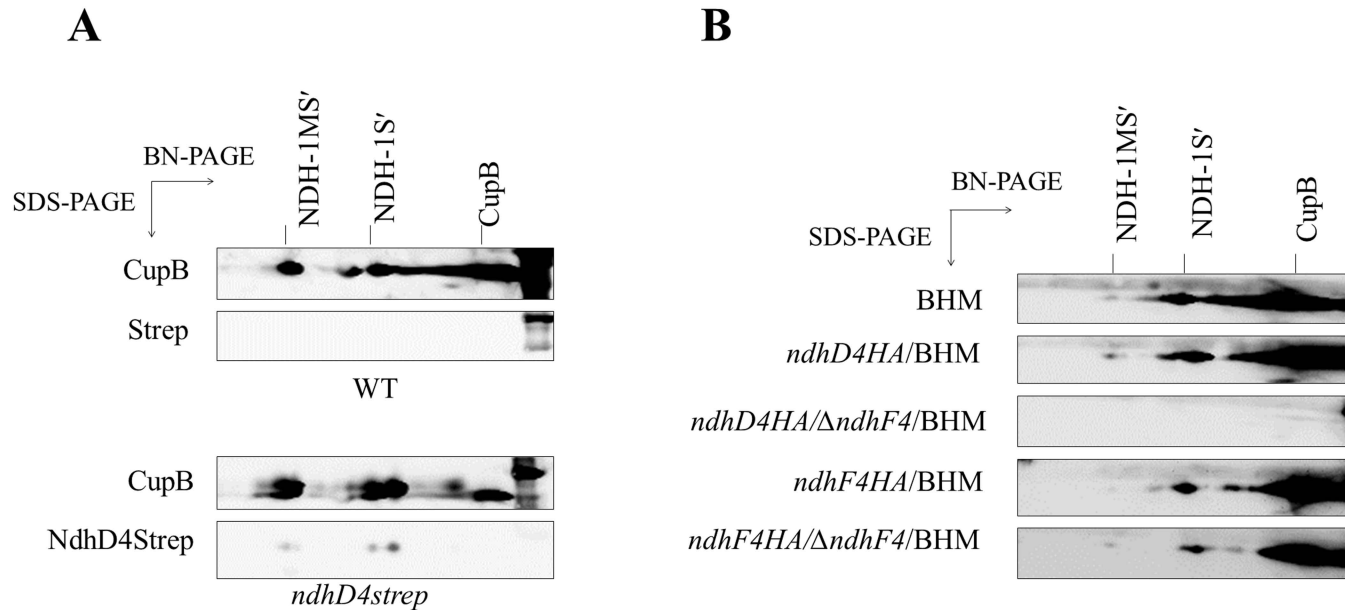 A
NDH-1MS′
NDH-1S′
CupB
BN-PAGE
SDS-PAGE
CupB
Strep
WT
CupB
NdhD4Strep
ndhD4strep
B
NDH-1MS′
NDH-1S′
CupB
BN-PAGE
SDS-PAGE
BHM
ndhD4HA/BHM
ndhD4HA/ΔndhF4/BHM
ndhF4HA/BHM
ndhF4HA/ΔndhF4/BHM